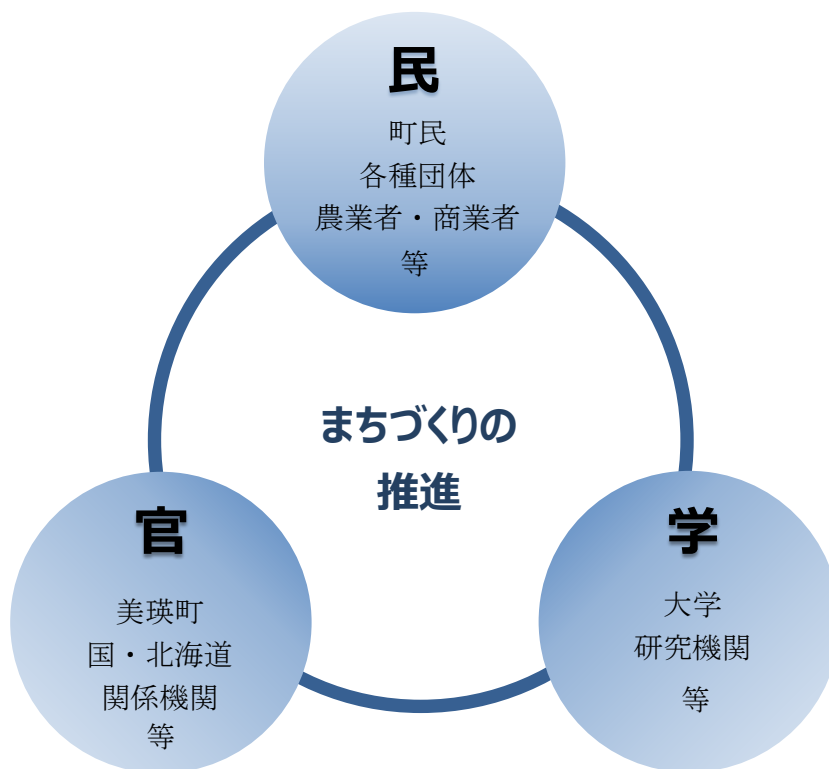 民
町民
各種団体
農業者・商業者
等
まちづくりの
推進
官
美瑛町
国・北海道
関係機関
等
学
大学
研究機関
等